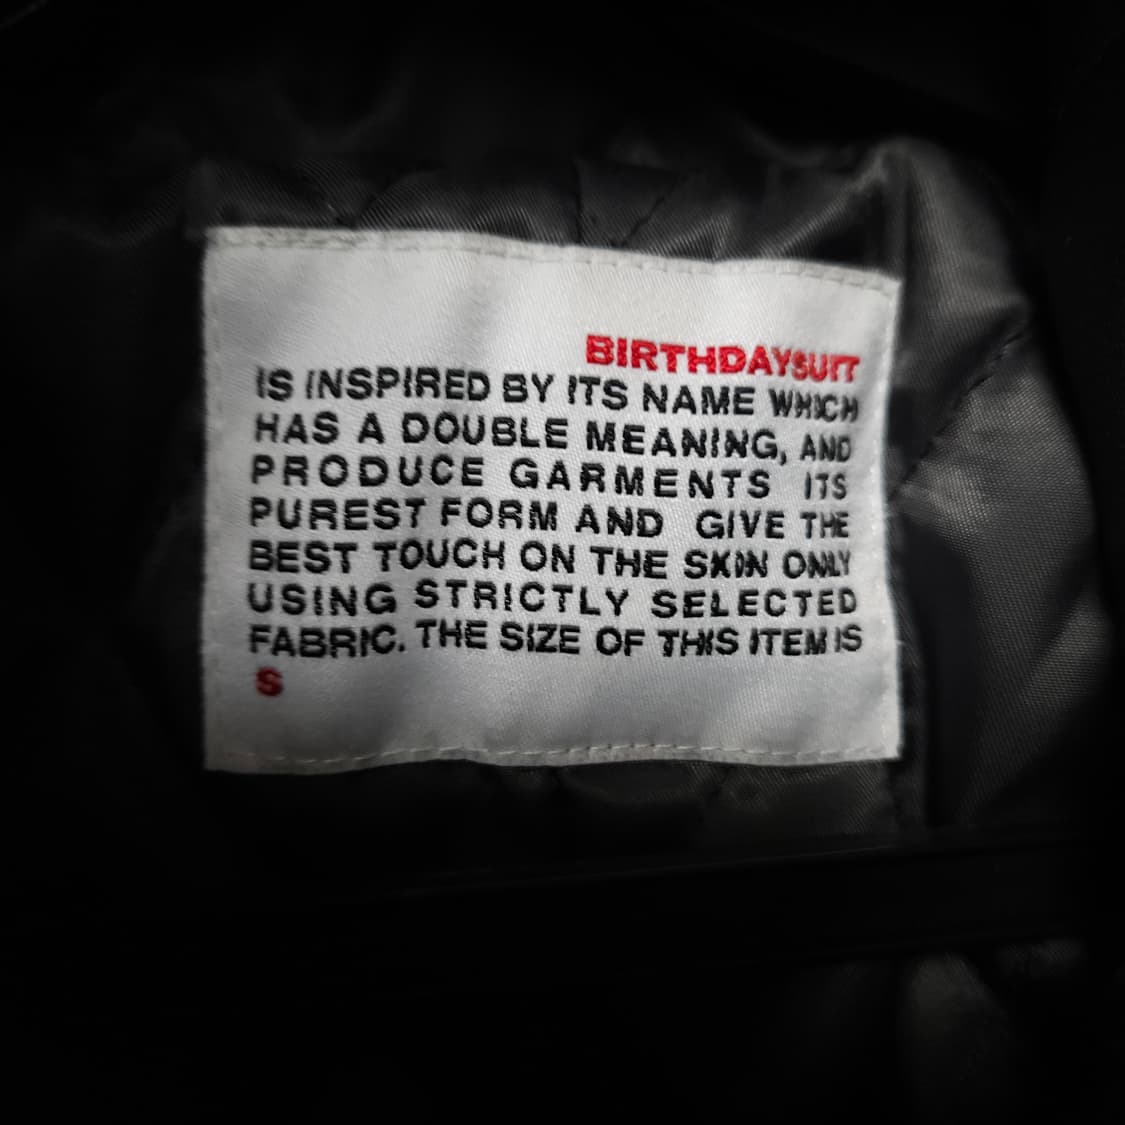 BIRTHDAYSUIT
IS INSPIRED BY ITS NAME WHICH
HAS A DOUBLE MEANING, AND
PRODUCE GARMENTS ITS
PUREST FORM AND GIVE THE
BEST TOUCH ON THE SKIN ONLY
USING STRICTLY SELECTED
FABRIC. THE SIZE OF THIS ITEM IS
S